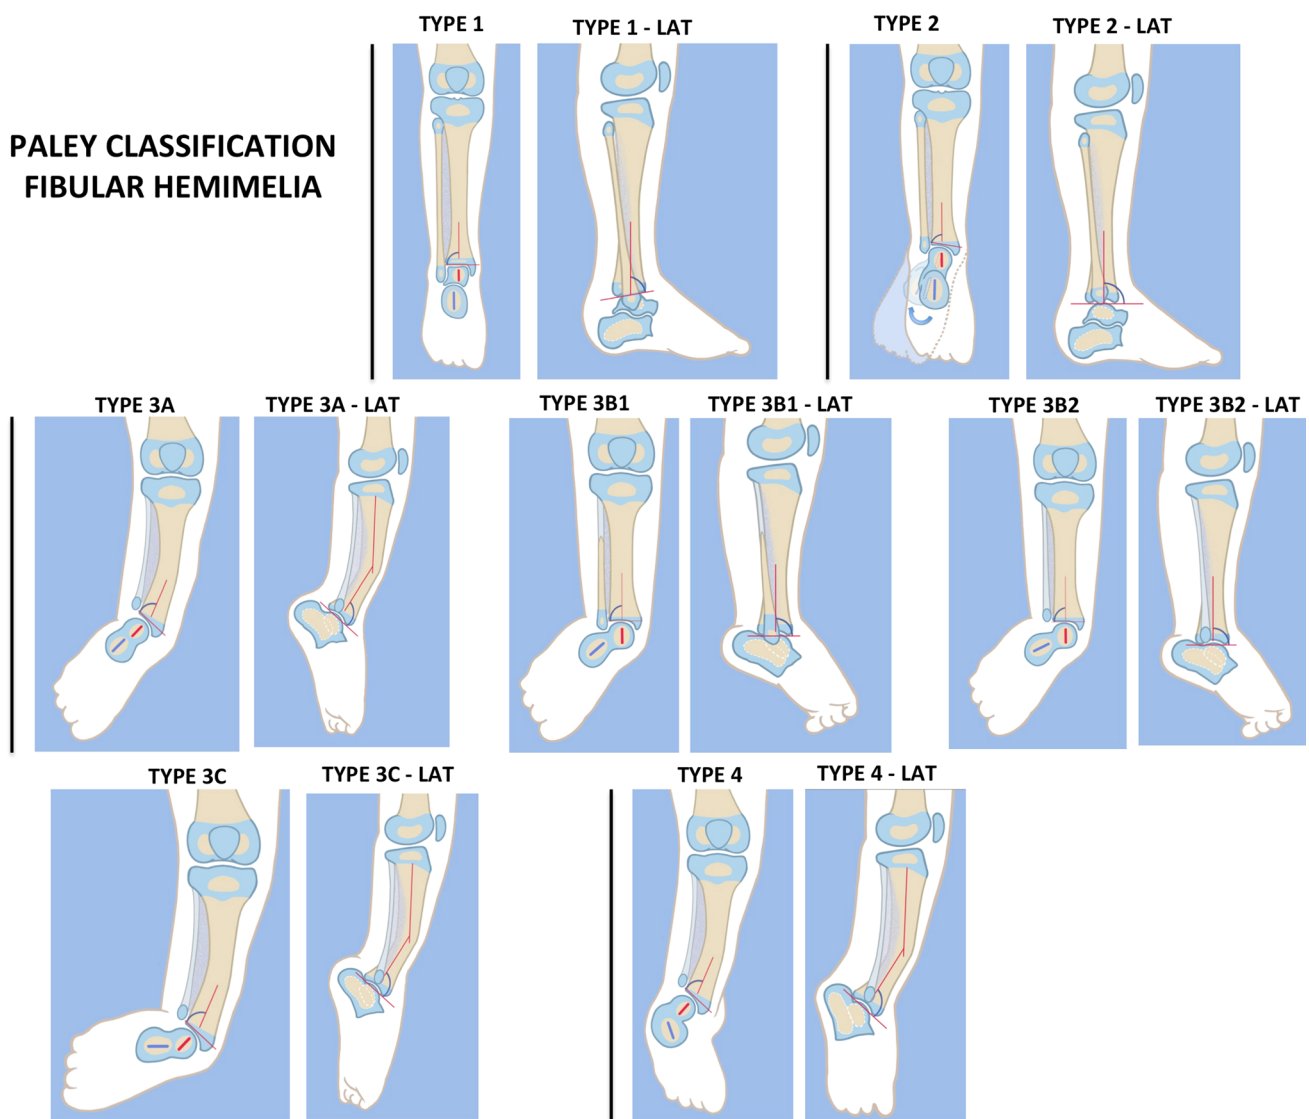 PALEY CLASSIFICATION
FIBULAR HEMIMELIA
TYPE 1
TYPE 1 - LAT
TYPE 2
TYPE 2 - LAT
TYPE 3A
TYPE 3A - LAT
TYPE 3B1
TYPE 3B1 - LAT
TYPE 3B2
TYPE 3B2 - LAT
TYPE 3C
TYPE 3C - LAT
TYPE 4
TYPE 4 - LAT